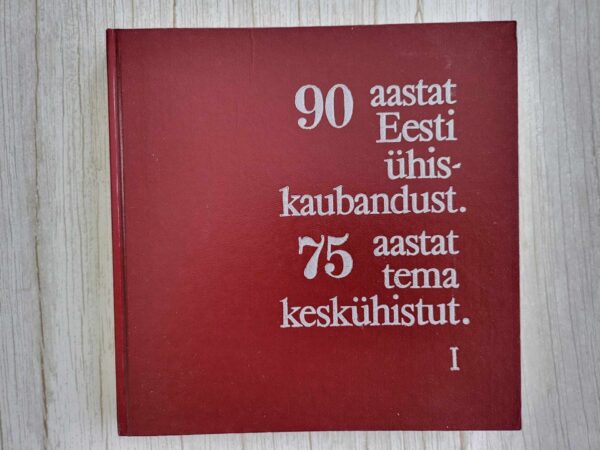 90 aastat
Eesti
ühis-
kaubandust.
75 aastat
tema
keskühistut.
I